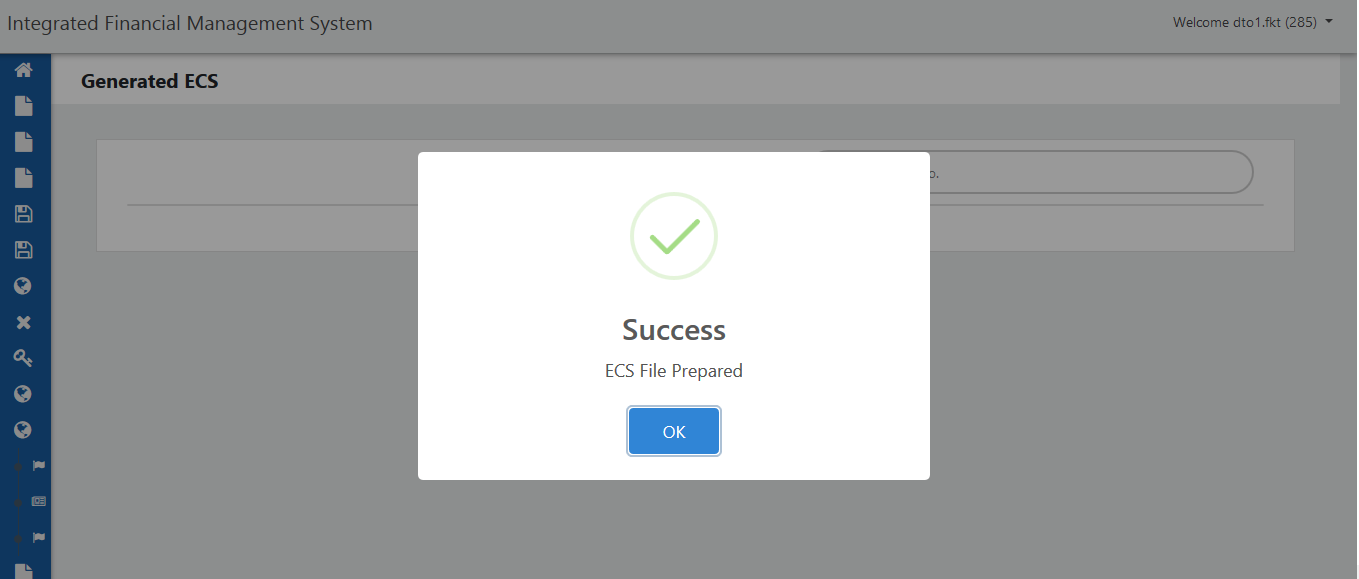 Integrated Financial Management System
Welcome dto1.fkt (285)
Generated ECS
Success
ECS File Prepared
OK